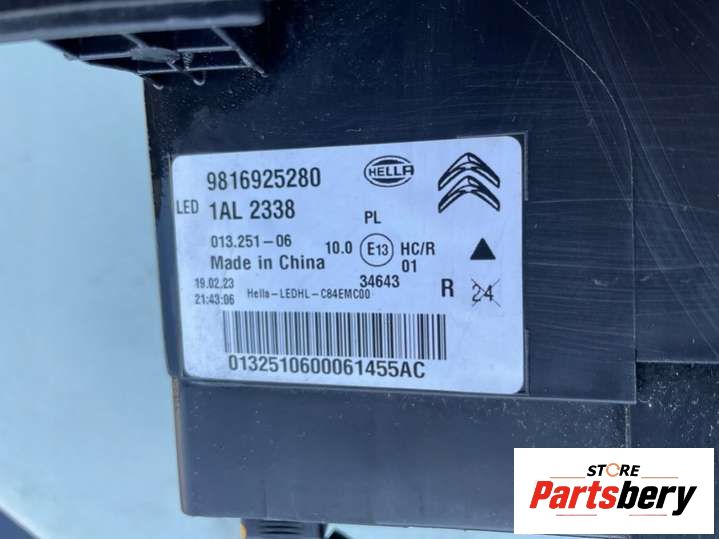 9816925280
HELLA
LED 1AL 2338
PL
013.251-06
10.0 E13 HC/R
Made in China
01
19.02.23
34643
21:43:06 Hella-LEDHL-C84EMC00
R 24
0132510600061455AC
STORE
Partsbery